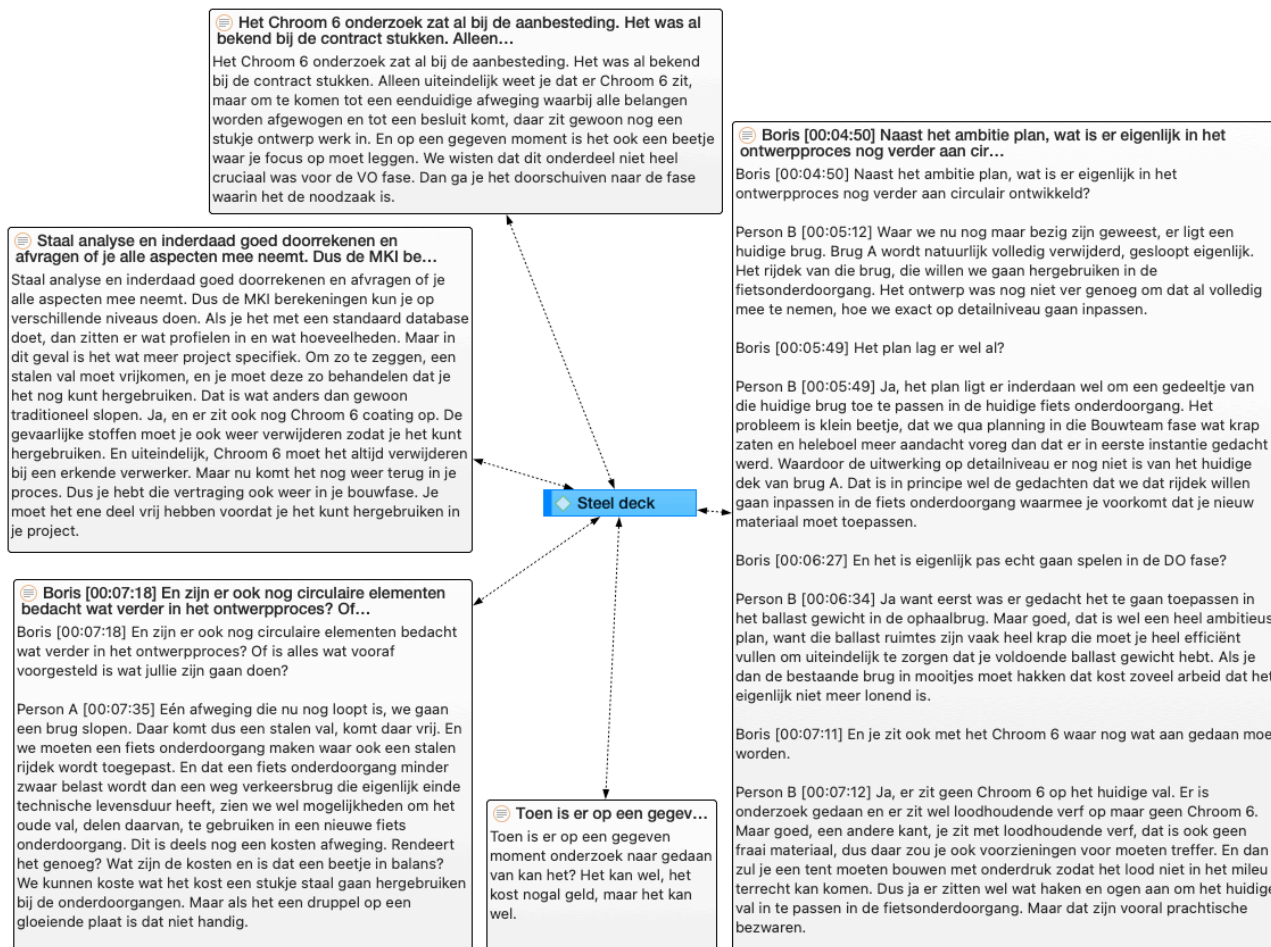 Het Chroom 6 onderzoek zat al bij de aanbesteding. Het was al
bekend bij de contract stukken. Alleen…
Het Chroom 6 onderzoek zat al bij de aanbesteding. Het was al bekend
bij de contract stukken. Alleen uiteindelijk weet je dat er Chroom 6 zit,
maar om te komen tot een eenduidige afweging waarbij alle belangen
worden afgewogen en tot een besluit komt, daar zit gewoon nog een
stukje ontwerp werk in. En op een gegeven moment is het ook een beetje
waar je focus op moet leggen. We wisten dat dit onderdeel niet heel
cruciaal was voor de VO fase. Dan ga je het doorschuiven naar de fase
waarin het de noodzaak is.
Staal analyse en inderdaad goed doorrekenen en
afvragen of je alle aspecten mee neemt. Dus de MKI be…
Staal analyse en inderdaad goed doorrekenen en afvragen of je
alle aspecten mee neemt. Dus de MKI berekeningen kun je op
verschillende niveaus doen. Als je het met een standaard database
doet, dan zitten er wat profielen in en wat hoeveelheden. Maar in
dit geval is het wat meer project specifiek. Om zo te zeggen, een
stalen val moet vrijkomen, en je moet deze zo behandelen dat je
het nog kunt hergebruiken. Dat is wat anders dan gewoon
traditioneel slopen. Ja, en er zit ook nog Chroom 6 coating op. De
gevaarlijke stoffen moet je ook weer verwijderen zodat je het kunt
hergebruiken. En uiteindelijk, Chroom 6 moet het altijd verwijderen
bij een erkende verwerker. Maar nu komt het nog weer terug in je
proces. Dus je hebt die vertraging ook weer in je bouwfase. Je
moet het ene deel vrij hebben voordat je het kunt hergebruiken in
je project.
Steel deck
Boris [00:07:18] En zijn er ook nog circulaire elementen
bedacht wat verder in het ontwerpproces? Of…
Boris [00:07:18] En zijn er ook nog circulaire elementen bedacht
wat verder in het ontwerpproces? Of is alles wat vooraf
voorgesteld is wat jullie zijn gaan doen?
Person A [00:07:35] Eén afweging die nu nog loopt is, we gaan
een brug slopen. Daar komt dus een stalen val, komt daar vrij. En
we moeten een fiets onderdoorgang maken waar ook een stalen
rijdek wordt toegepast. En dat een fiets onderdoorgang minder
zwaar belast wordt dan een weg verkeersbrug die eigenlijk einde
technische levensduur heeft, zien we wel mogelijkheden om het
oude val, delen daarvan, te gebruiken in een nieuwe fiets
onderdoorgang. Dit is deels nog een kosten afweging. Rendeert
het genoeg? Wat zijn de kosten en is dat een beetje in balans?
We kunnen koste wat het kost een stukje staal gaan hergebruiken
bij de onderdoorgangen. Maar als het een druppel op een
gloeiende plaat is dat niet handig.
Toen is er op een gegev…
Toen is er op een gegeven
moment onderzoek naar gedaan
van kan het? Het kan wel, het
kost nogal geld, maar het kan
wel.
Boris [00:04:50] Naast het ambitie plan, wat is er eigenlijk in het
ontwerpproces nog verder aan cir…
Boris [00:04:50] Naast het ambitie plan, wat is er eigenlijk in het
ontwerpproces nog verder aan circulair ontwikkeld?
Person B [00:05:12] Waar we nu nog maar bezig zijn geweest, er ligt een
huidige brug. Brug A wordt natuurlijk volledig verwijderd, gesloopt eigenlijk.
Het rijdek van die brug, die willen we gaan hergebruiken in de
fietsonderdoorgang. Het ontwerp was nog niet ver genoeg om dat al volledig
mee te nemen, hoe we exact op detailniveau gaan inpassen.
Boris [00:05:49] Het plan lag er wel al?
Person B [00:05:49] Ja, het plan ligt er inderdaan wel om een gedeeltje van
die huidige brug toe te passen in de huidige fiets onderdoorgang. Het
probleem is klein beetje, dat we qua planning in die Bouwteam fase wat krap
zaten en heleboel meer aandacht voreg dan dat er in eerste instantie gedacht
werd. Waardoor de uitwerking op detailniveau er nog niet is van het huidige
dek van brug A. Dat is in principe wel de gedachten dat we dat rijdek willen
gaan inpassen in de fiets onderdoorgang waarmee je voorkomt dat je nieuw
materiaal moet toepassen.
Boris [00:06:27] En het is eigenlijk pas echt gaan spelen in de DO fase?
Person B [00:06:34] Ja want eerst was er gedacht het te gaan toepassen in
het ballast gewicht in de ophaalbrug. Maar goed, dat is wel een heel ambitieus
plan, want die ballast ruimtes zijn vaak heel krap die moet je heel efficiënt
vullen om uiteindelijk te zorgen dat je voldoende ballast gewicht hebt. Als je
dan de bestaande brug in mooitjes moet hakken dat kost zoveel arbeid dat het
eigenlijk niet meer lonend is.
Boris [00:07:11] En je zit ook met het Chroom 6 waar nog wat aan gedaan moe
worden.
Person B [00:07:12] Ja, er zit geen Chroom 6 op het huidige val. Er is
onderzoek gedaan en er zit wel loodhoudende verf op maar geen Chroom 6.
Maar goed, een andere kant, je zit met loodhoudende verf, dat is ook geen
fraai materiaal, dus daar zou je ook voorzieningen voor moeten treffer. En dan
zul je een tent moeten bouwen met onderdruk zodat het lood niet in het mileu
terrecht kan komen. Dus ja er zitten wel wat haken en ogen aan om het huidige
val in te passen in de fietsonderdoorgang. Maar dat zijn vooral prachtische
bezwaren.